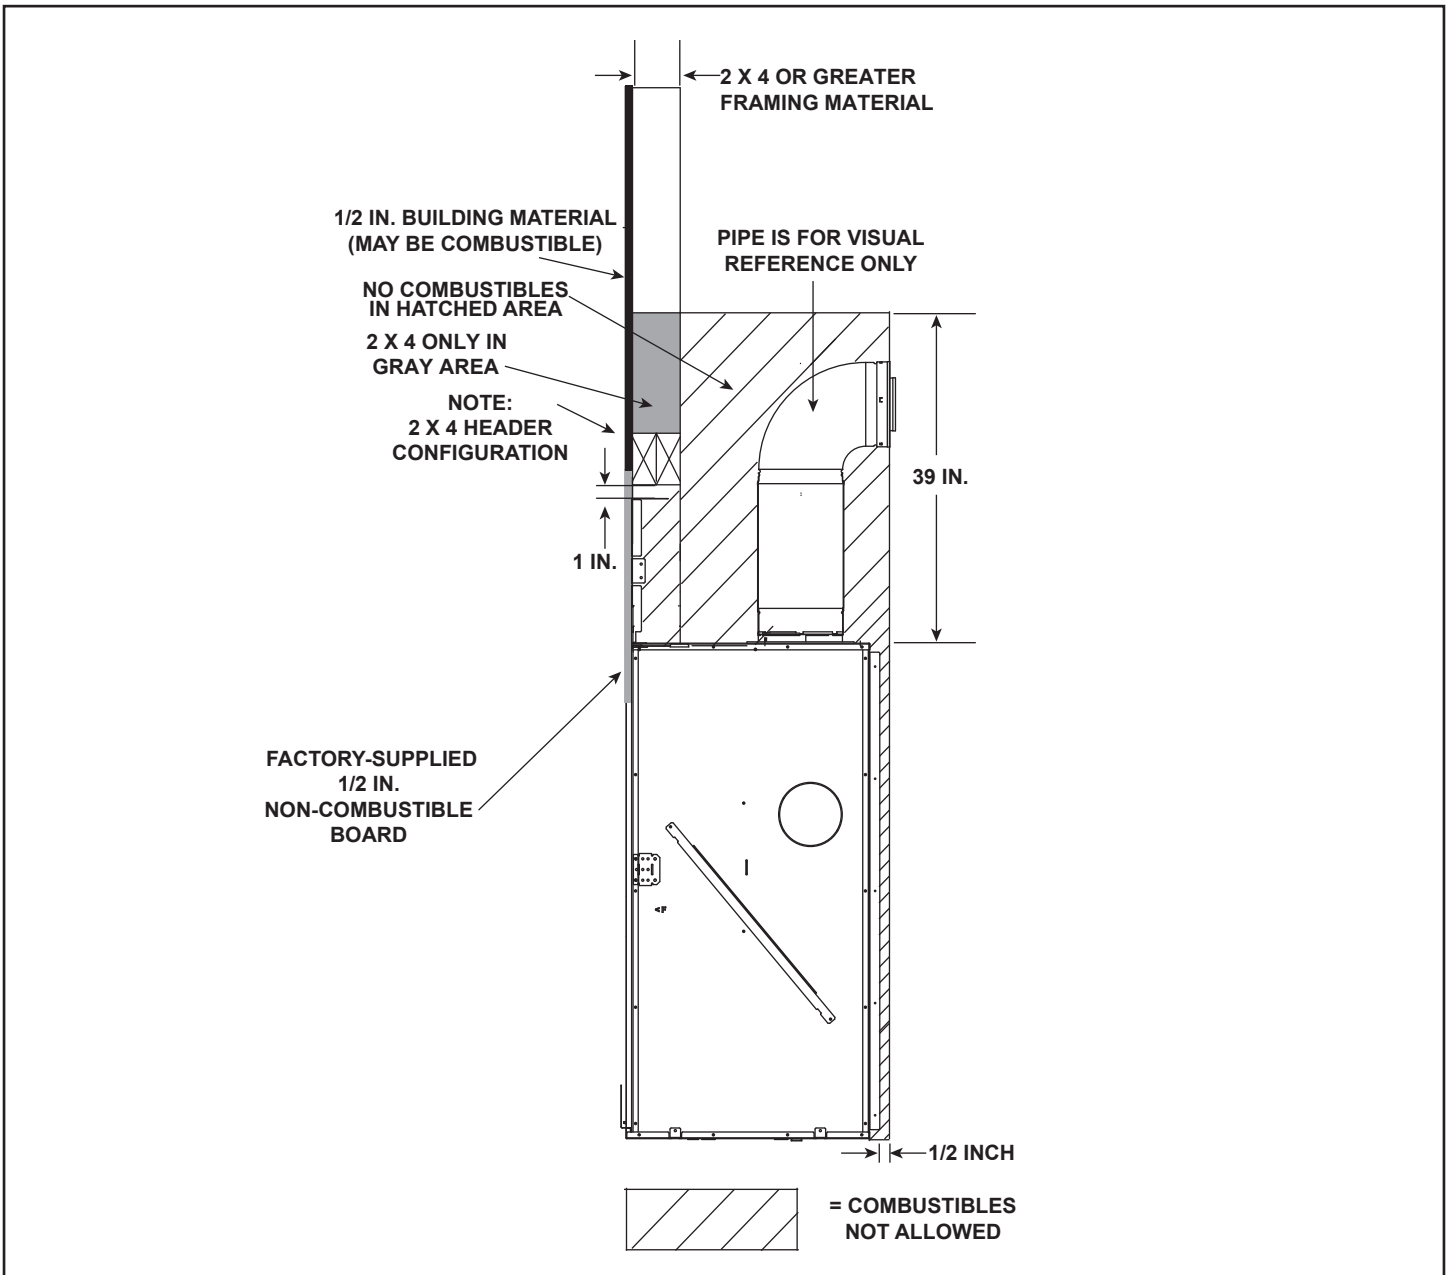 2 X 4 OR GREATER
FRAMING MATERIAL
1/2 IN. BUILDING MATERIAL
(MAY BE COMBUSTIBLE)
PIPE IS FOR VISUAL
REFERENCE ONLY
NO COMBUSTIBLES
IN HATCHED AREA
2 X 4 ONLY IN
GRAY AREA
NOTE:
2 X 4 HEADER
CONFIGURATION
39 IN.
1 IN.
FACTORY-SUPPLIED
1/2 IN.
NON-COMBUSTIBLE
BOARD
1/2 INCH
= COMBUSTIBLES
NOT ALLOWED